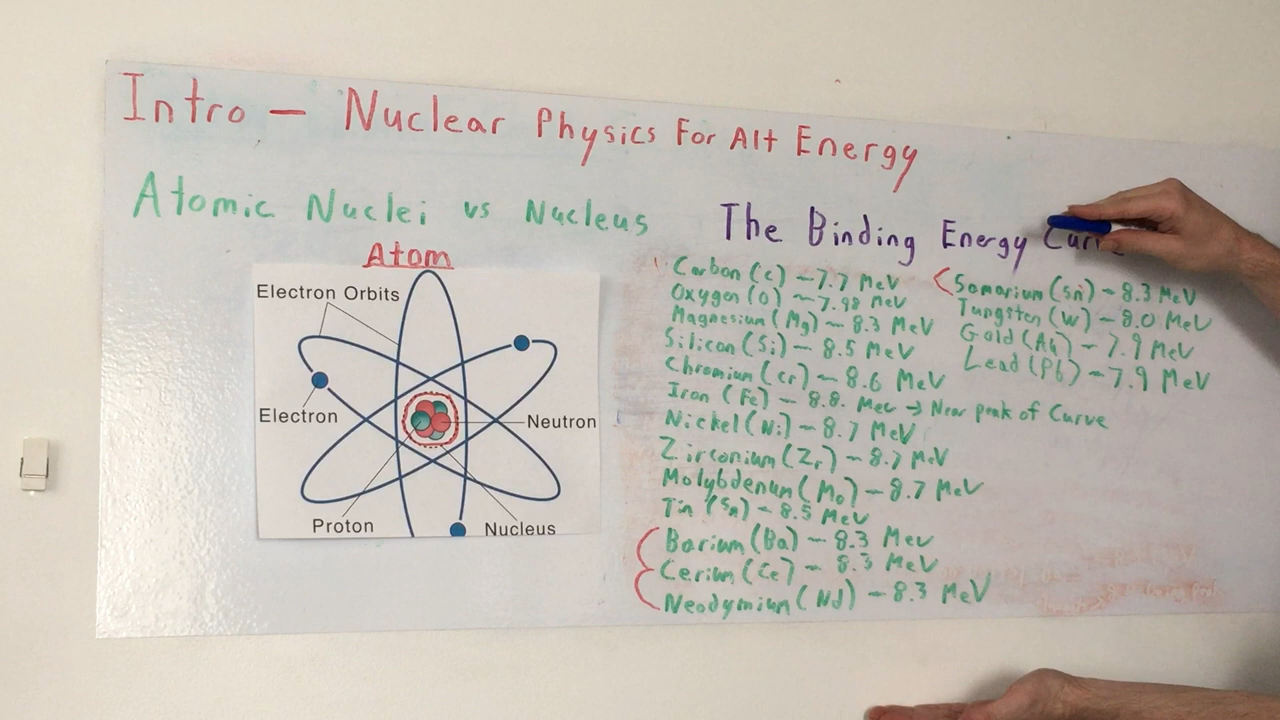 Intro – Nuclear Physics For Alt Energy
Atomic Nuclei vs Nucleus
Atom
Electron Orbits
Electron
Neutron
Proton
Nucleus
The Binding Energy
Carbon (C) – 7.7 MeV
Oxygen (O) – 7.98 MeV
Magnesium (Mg) – 8.3 MeV
Silicon (Si) – 8.5 MeV
Chromium (Cr) – 8.6 MeV
Iron (Fe) – 8.8. Mev → Near peak of Curve
Nickel (Ni) – 8.7 MeV
Zirconium (Zr) – 8.7 MeV
Molybdenum (Mo) – 8.7 MeV
Tin (Sn) – 8.5 MeV
Barium (Ba) – 8.3 Mev
Cerium (Ce) – 8.3 MeV
Neodymium (Nd) – 8.3 MeV
Somarium (Sm) – 8.3 MeV
Tungsten (W) – 8.0 MeV
Gold (Au) – 7.9 MeV
Lead (Pb) – 7.9 MeV